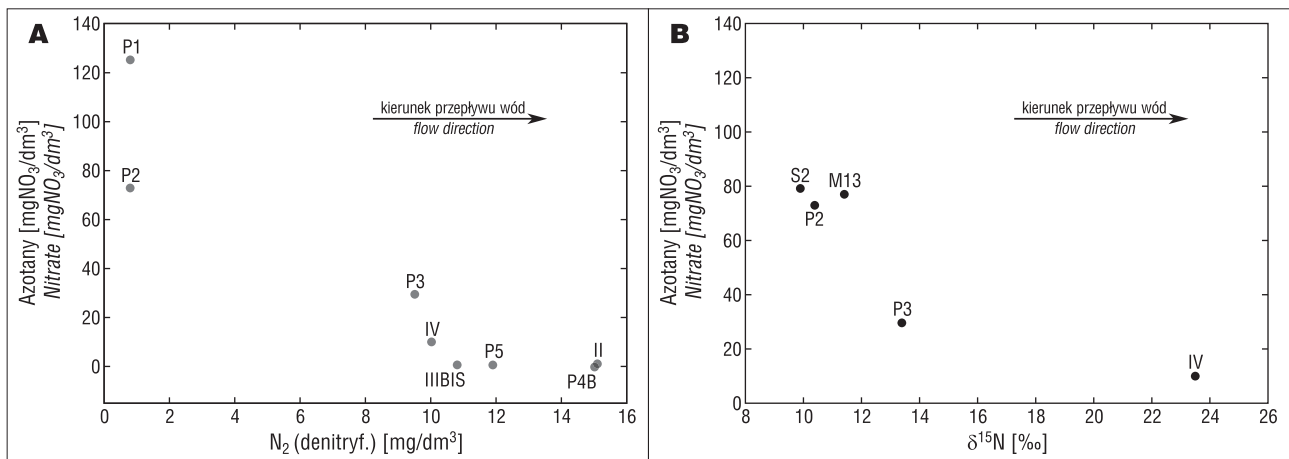 A
140
120
100
80
60
40
20
0
Azotany [mgNO₃/dm³]
Nitrate [mgNO₃/dm³]
P1
P2
kierunek przepływu wód
flow direction
P3
IV
IIIBIS
P5
II
P4B
0 2 4 6 8 10 12 14 16
N₂ (denitryf.) [mg/dm³]
B
140
120
100
80
60
40
20
0
Azotany [mgNO₃/dm³]
Nitrate [mgNO₃/dm³]
kierunek przepływu wód
flow direction
S2
M13
P2
P3
IV
8 10 12 14 16 18 20 22 24 26
δ¹⁵N [‰]